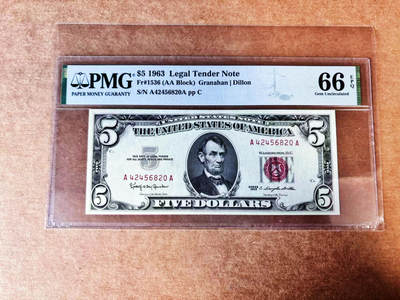 PMG
PAPER MONEY GUARANTY
$5 1963 Legal Tender Note
Fr#1536 (AA Block) Granahan | Dillon
S/N A42456820A pp C
66 EPQ
Gem Uncirculated
THE UNITED STATES OF AMERICA
5
5
A 42456820 A
WASHINGTON, D.C.
A 42456820 A
5
5
FIVE DOLLARS